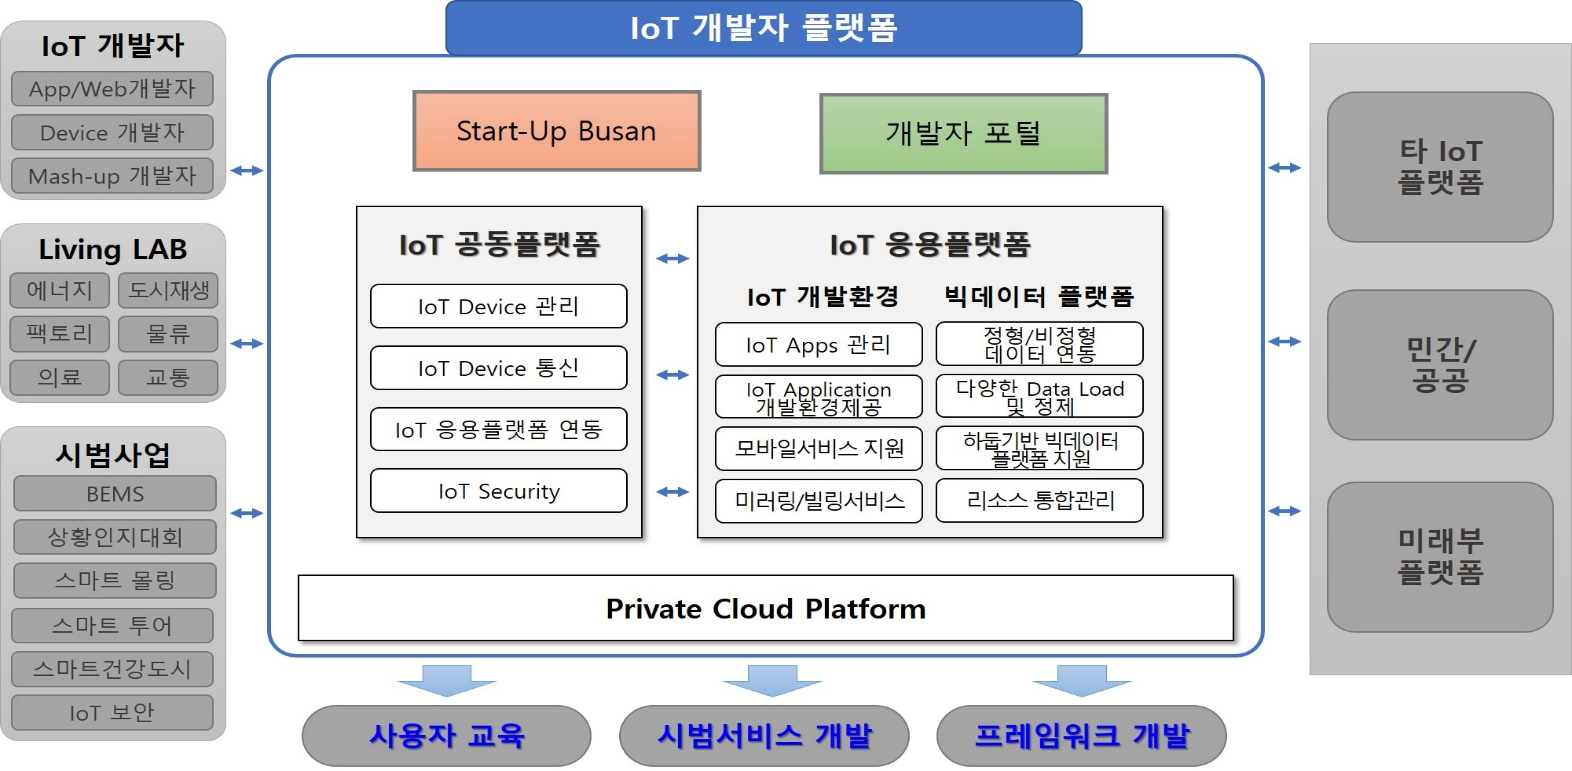 IoT 개발자 플랫폼
IoT 개발자
App/Web개발자
Device 개발자
Mash-up 개발자
Living LAB
에너지
도시재생
팩토리
물류
의료
교통
시범사업
BEMS
상황인지대회
스마트 몰링
스마트 투어
스마트건강도시
IoT 보안
Start-Up Busan
개발자 포털
IoT 공동플랫폼
IoT Device 관리
IoT Device 통신
IoT 응용플랫폼 연동
IoT Security
IoT 응용플랫폼
IoT 개발환경
IoT Apps 관리
IoT Application
개발환경제공
모바일서비스 지원
미러링/빌링서비스
빅데이터 플랫폼
정형/비정형
데이터 연동
다양한 Data Load
및 정제
하둡기반 빅데이터
플랫폼 지원
리소스 통합관리
Private Cloud Platform
타 IoT
플랫폼
민간/
공공
미래부
플랫폼
사용자 교육
시범서비스 개발
프레임워크 개발